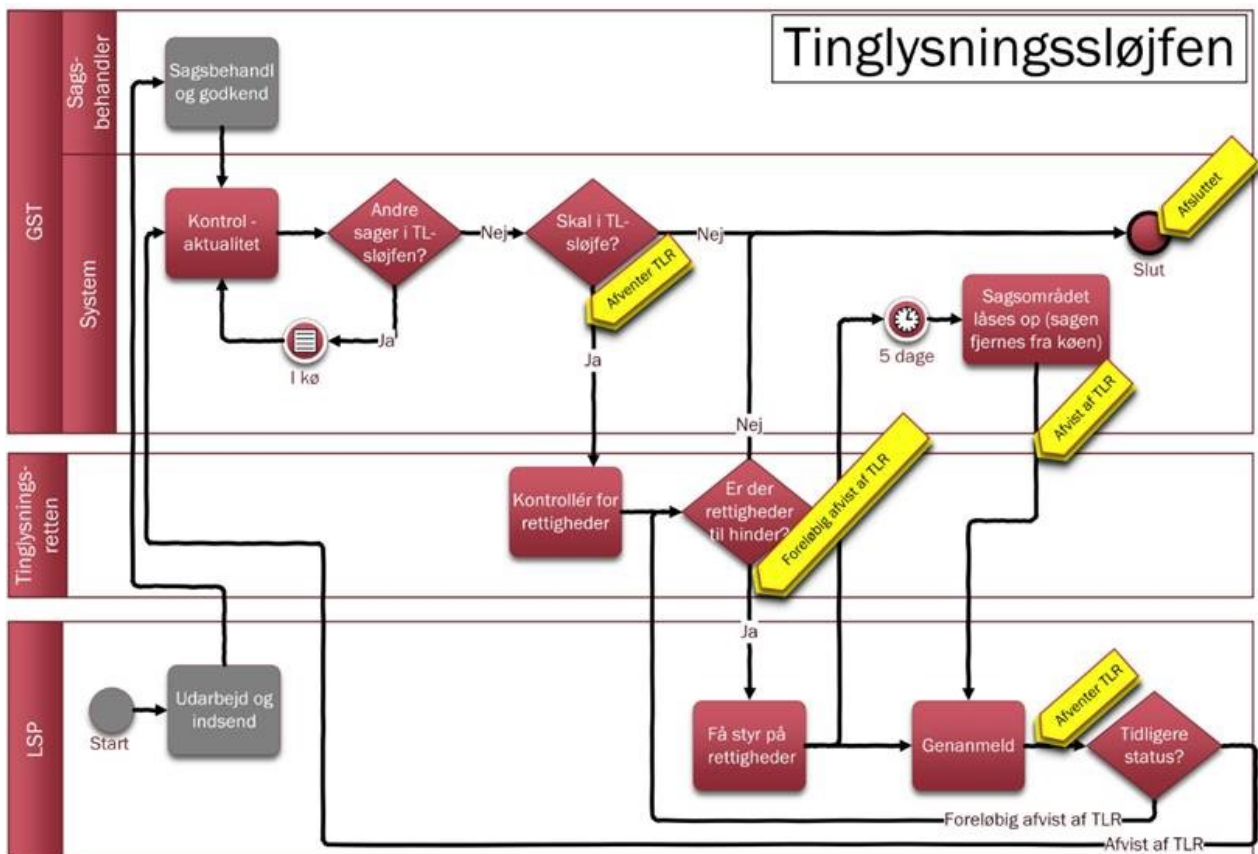 Tinglysningssløjfen
GST
Sags-
behandler
Sagsbehandl
og godkend
System
Kontrol -
aktualitet
Andre
sager i TL-
sløjfen?
Nej
Skal i TL-
sløjfe?
Nej
Afventer TLR
Afsluttet
Slut
Ja
I kø
Ja
5 dage
Sagsområdet
låses op (sagen
fjernes fra køen)
Afvist af TLR
Nej
Tinglysnings-
retten
Kontrollér for
rettigheder
Er der
rettigheder
til hinder?
Foreløbig afvist af TLR
Ja
LSP
Start
Udarbejd og
indsend
Få styr på
rettigheder
Genanmeld
Afventer TLR
Tidligere
status?
Foreløbig afvist af TLR
Afvist af TLR